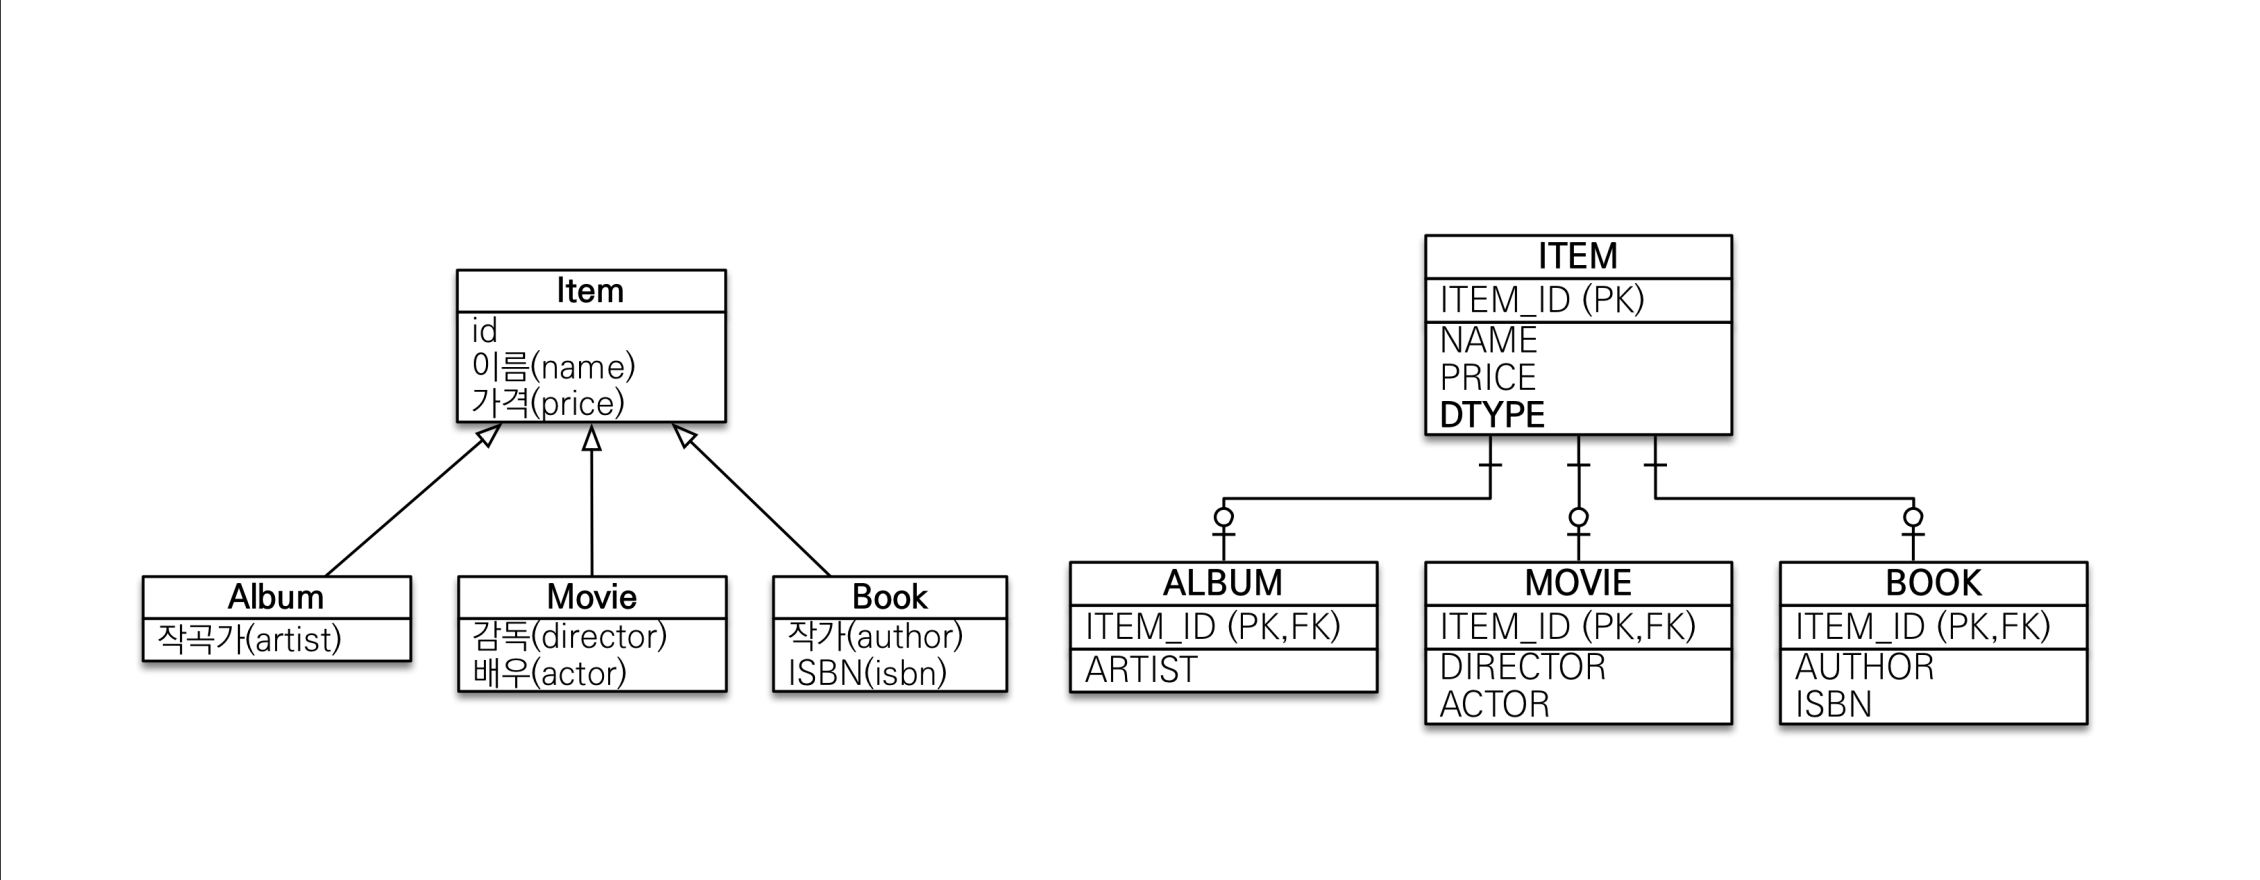 Item
id
이름(name)
가격(price)
Album
작곡가(artist)
Movie
감독(director)
배우(actor)
Book
작가(author)
ISBN(isbn)
ITEM
ITEM_ID (PK)
NAME
PRICE
DTYPE
ALBUM
ITEM_ID (PK,FK)
ARTIST
MOVIE
ITEM_ID (PK,FK)
DIRECTOR
ACTOR
BOOK
ITEM_ID (PK,FK)
AUTHOR
ISBN